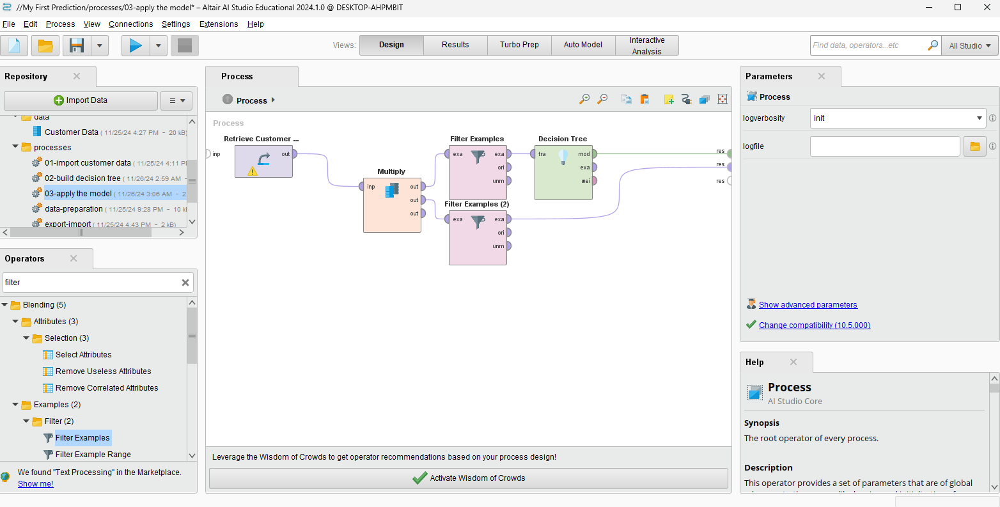 //My First Prediction/processes/03-apply the model* – Altair AI Studio Educational 2024.1.0 @ DESKTOP-AHPMBIT
File Edit Process View Connections Settings Extensions Help
Views: Design Results Turbo Prep Auto Model Interactive Analysis
Find data, operators...etc
All Studio
Repository
Import Data
data
Customer Data ( 11/25/24 4:27 PM – 20 kB)
processes
01-import customer data ( 11/25/24 4:11 P
02-build decision tree ( 11/26/24 2:59 AM –
03-apply the model ( 11/26/24 3:06 AM – 2
data-preparation ( 11/25/24 9:28 PM – 10 k
export-import ( 11/25/24 4:43 PM – 2 kB)
Operators
filter
Blending (5)
Attributes (3)
Selection (3)
Select Attributes
Remove Useless Attributes
Remove Correlated Attributes
Examples (2)
Filter (2)
Filter Examples
Filter Example Range
We found "Text Processing" in the Marketplace.
Show me!
Process
Process
Process
inp
Retrieve Customer ...
out
Multiply
inp out
out
out
Filter Examples
exa exa
ori
unm
Filter Examples (2)
exa exa
ori
unm
Decision Tree
tra mod
exa
wei
res
res
res
Leverage the Wisdom of Crowds to get operator recommendations based on your process design!
Activate Wisdom of Crowds
Parameters
Process
logverbosity init
logfile
Show advanced parameters
Change compatibility (10.5.000)
Help
Process
AI Studio Core
Synopsis
The root operator of every process.
Description
This operator provides a set of parameters that are of global